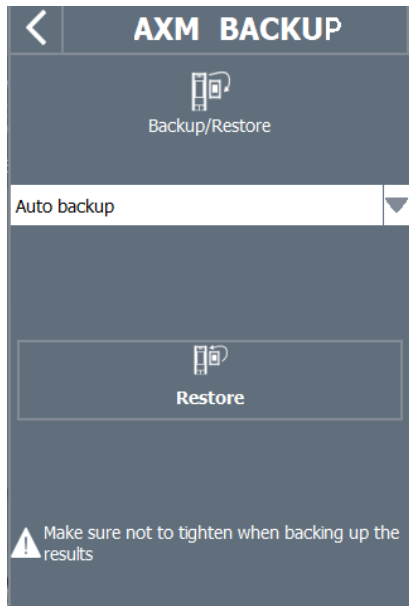 AXM BACKUP
Backup/Restore
Auto backup
Restore
Make sure not to tighten when backing up the
results